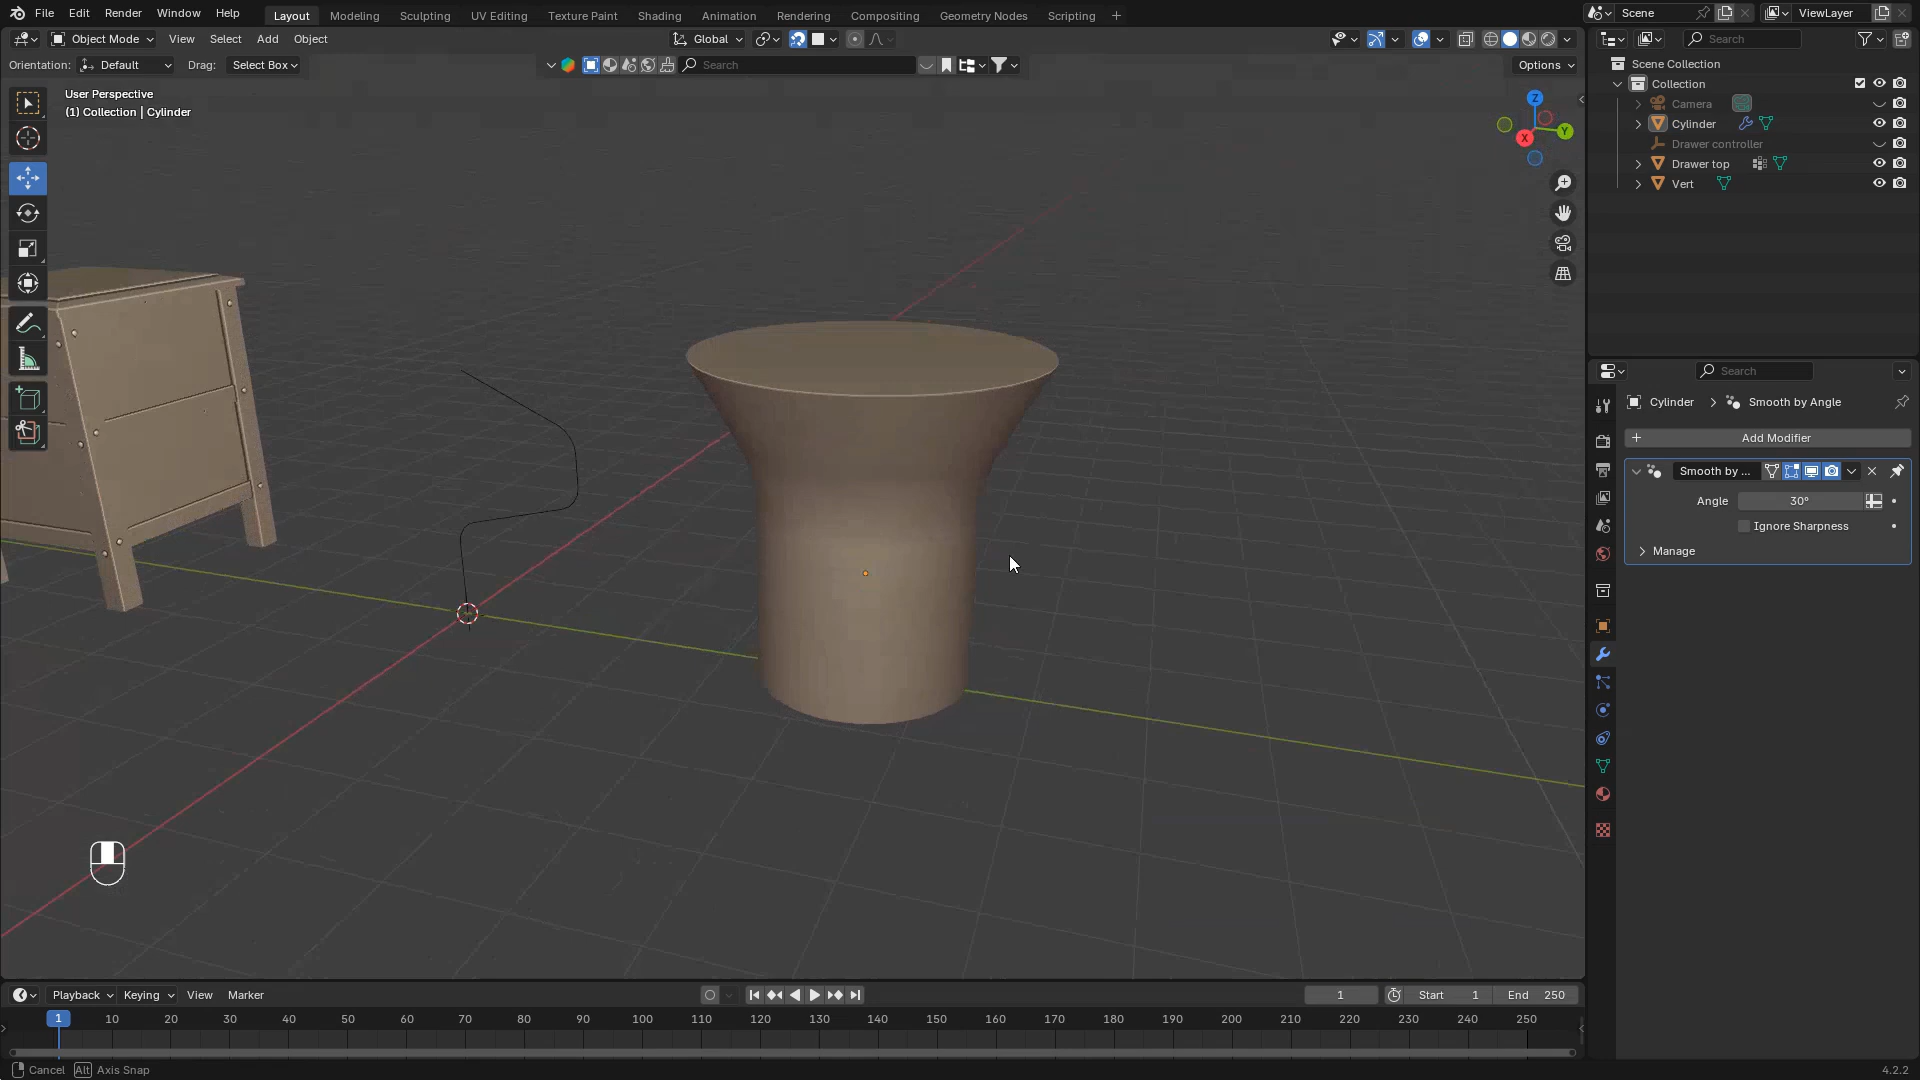 File Edit Render Window Help Layout Modeling Sculpting UV Editing Texture Paint Shading Animation Rendering Compositing Geometry Nodes Scripting + Scene ViewLayer
Object Mode View Select Add Object Global Search
Orientation: Default Drag: Select Box Search Options
User Perspective
(1) Collection | Cylinder
Z
Y
X
Scene Collection
Collection
Camera
Cylinder
Drawer controller
Drawer top
Vert
Search
Cylinder > Smooth by Angle
+ Add Modifier
Smooth by ...
Angle 30°
Ignore Sharpness
Manage
Playback Keying View Marker 1 Start 1 End 250
1 10 20 30 40 50 60 70 80 90 100 110 120 130 140 150 160 170 180 190 200 210 220 230 240 250
Cancel Alt Axis Snap 4.2.2